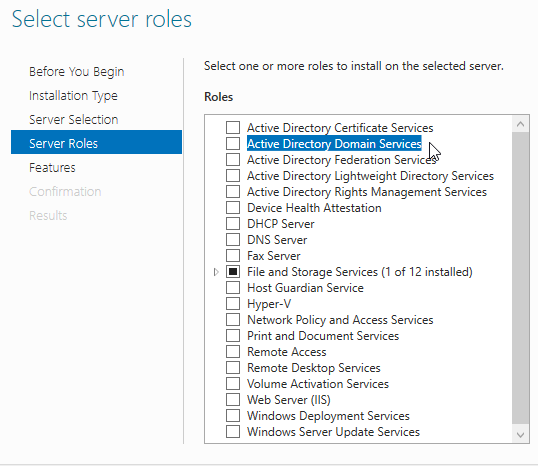 Select server roles
Before You Begin
Installation Type
Server Selection
Server Roles
Features
Confirmation
Results
Select one or more roles to install on the selected server.
Roles
Active Directory Certificate Services
Active Directory Domain Services
Active Directory Federation Services
Active Directory Lightweight Directory Services
Active Directory Rights Management Services
Device Health Attestation
DHCP Server
DNS Server
Fax Server
File and Storage Services (1 of 12 installed)
Host Guardian Service
Hyper-V
Network Policy and Access Services
Print and Document Services
Remote Access
Remote Desktop Services
Volume Activation Services
Web Server (IIS)
Windows Deployment Services
Windows Server Update Services